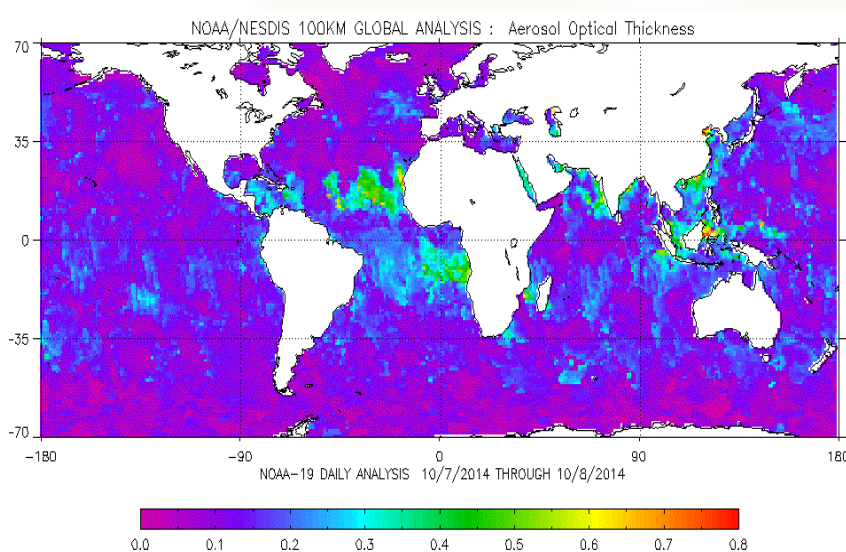 NOAA/NESDIS 100KM GLOBAL ANALYSIS : Aerosol Optical Thickness
70
35
0
-35
-70
-180 -90 0 90 180
NOAA-19 DAILY ANALYSIS 10/7/2014 THROUGH 10/8/2014
0.0 0.1 0.2 0.3 0.4 0.5 0.6 0.7 0.8